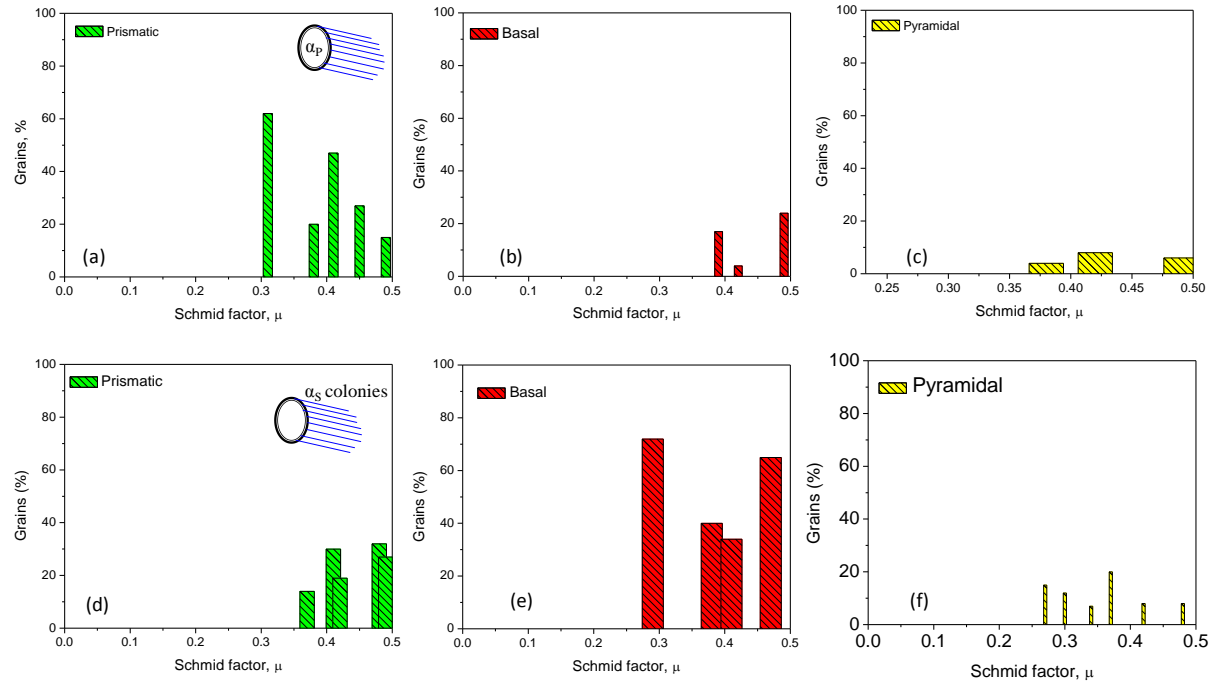 Prismatic
α_P
Grains, %
100
80
60
40
20
0
(a)
0.0 0.1 0.2 0.3 0.4 0.5
Schmid factor, μ
Basal
Grains (%)
100
80
60
40
20
0
(b)
0.0 0.1 0.2 0.3 0.4 0.5
Schmid factor, μ
Pyramidal
Grains (%)
100
80
60
40
20
0
(c)
0.25 0.30 0.35 0.40 0.45 0.50
Schmid factor, μ
Prismatic
α_S colonies
Grains (%)
100
80
60
40
20
0
(d)
0.0 0.1 0.2 0.3 0.4 0.5
Schmid factor, μ
Basal
Grains (%)
100
80
60
40
20
0
(e)
0.0 0.1 0.2 0.3 0.4 0.5
Schmid factor, μ
Pyramidal
Grains (%)
100
80
60
40
20
0
(f)
0.0 0.1 0.2 0.3 0.4 0.5
Schmid factor, μ